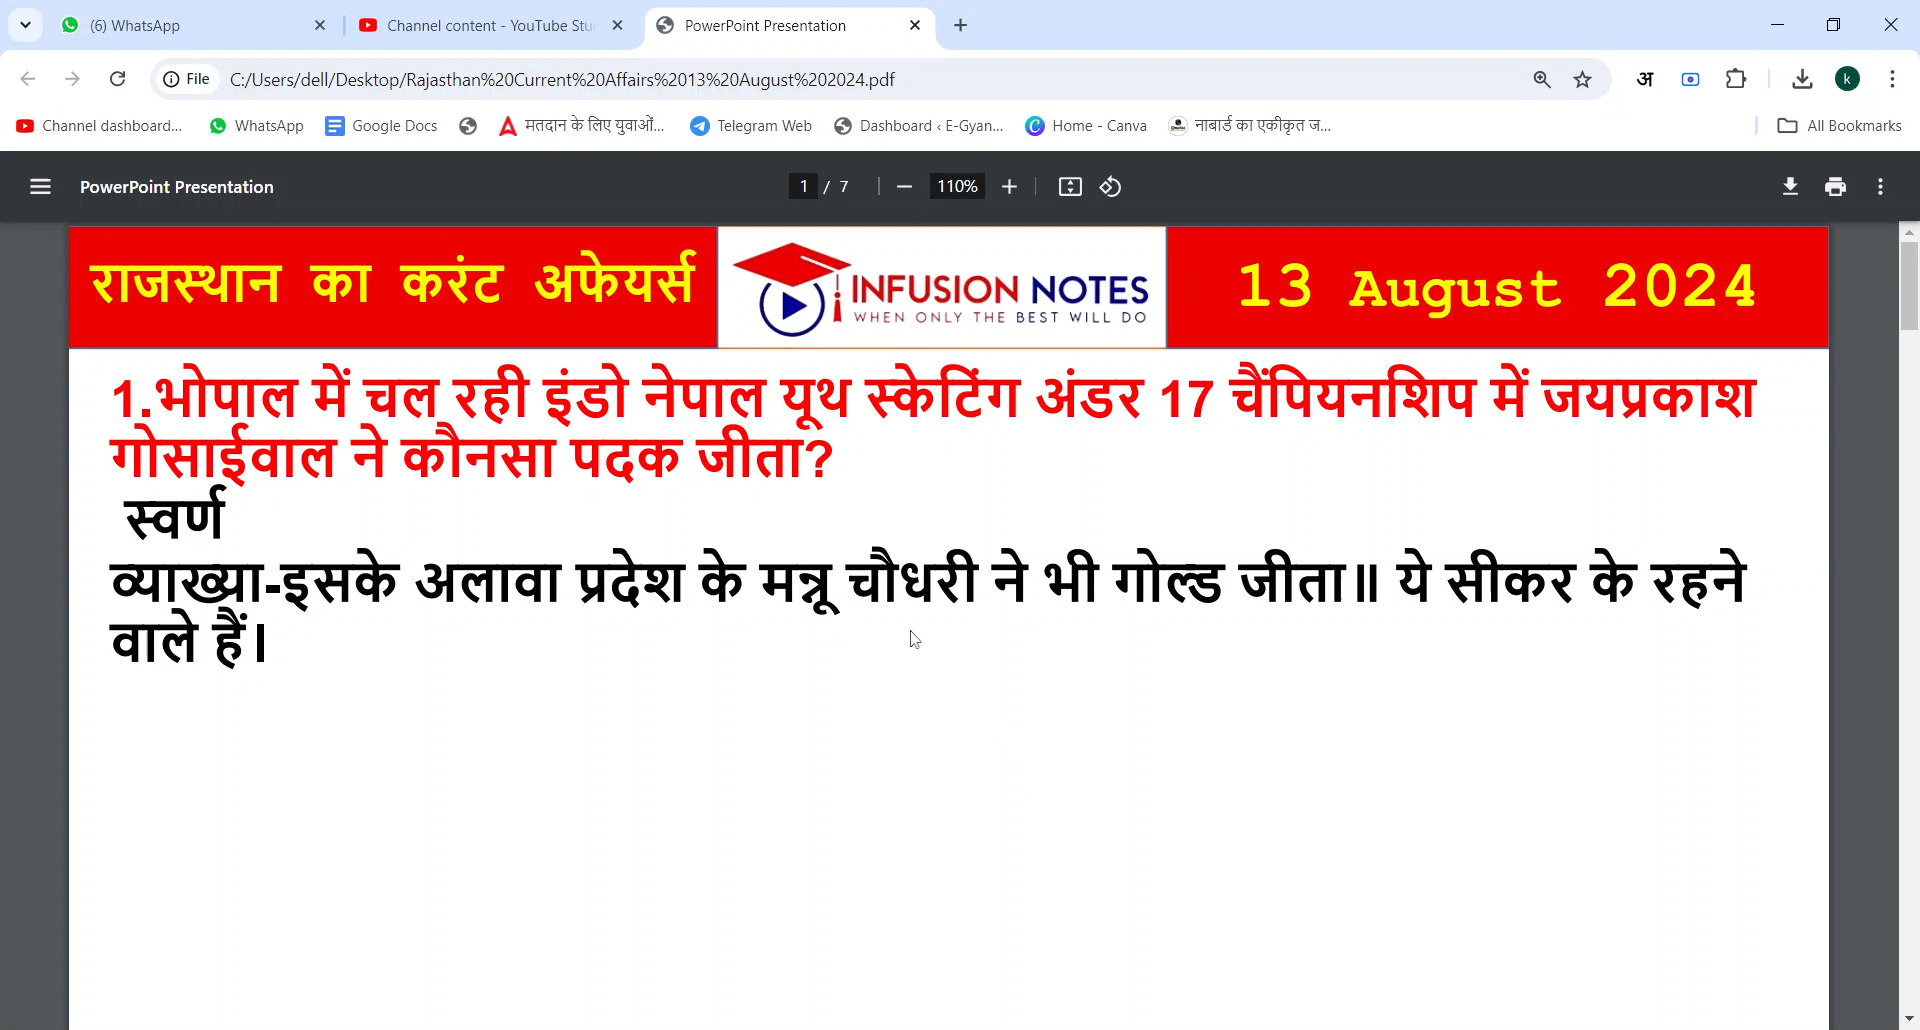 (6) WhatsApp
Channel content - YouTube Stu
PowerPoint Presentation
File C:/Users/dell/Desktop/Rajasthan%20Current%20Affairs%2013%20August%202024.pdf
अ
k
Channel dashboard...
WhatsApp
Google Docs
मतदान के लिए युवाओं...
Telegram Web
Dashboard ‹ E-Gyan...
Home - Canva
नाबार्ड का एकीकृत ज...
All Bookmarks
PowerPoint Presentation
1 / 7
110%
राजस्थान का करंट अफेयर्स
INFUSION NOTES
WHEN ONLY THE BEST WILL DO
13 August 2024
1.भोपाल में चल रही इंडो नेपाल यूथ स्केटिंग अंडर 17 चैंपियनशिप में जयप्रकाश
गोसाईवाल ने कौनसा पदक जीता?
स्वर्ण
व्याख्या-इसके अलावा प्रदेश के मन्नू चौधरी ने भी गोल्ड जीता॥ ये सीकर के रहने
वाले हैं।